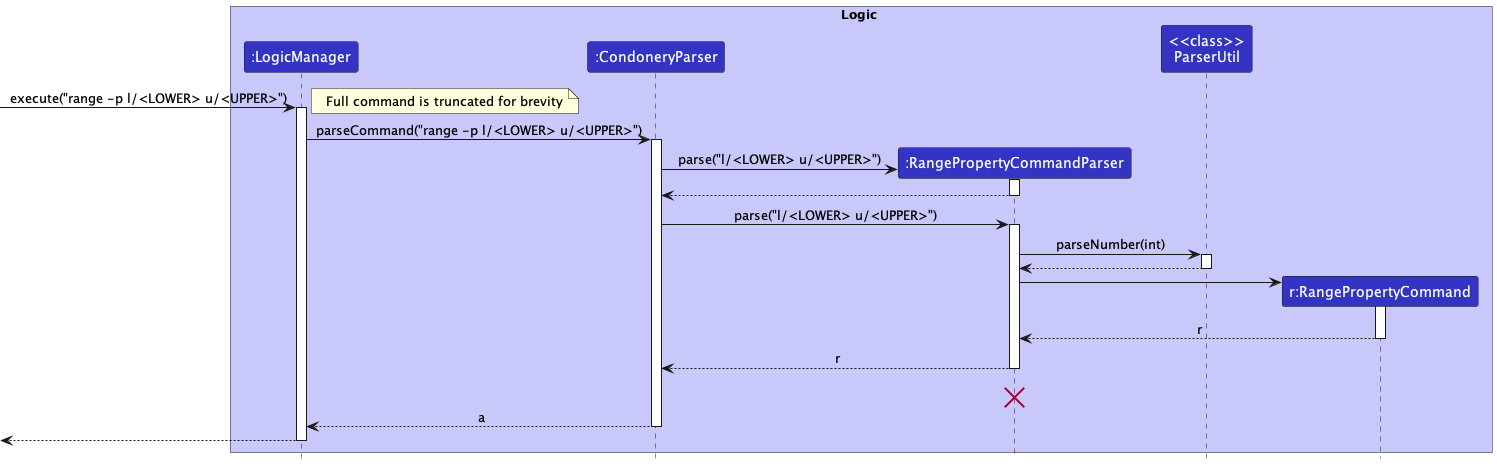 Logic
<<class>>
ParserUtil
:LogicManager
:CondoneryParser
execute("range -p l/<LOWER> u/<UPPER>")
Full command is truncated for brevity
parseCommand("range -p l/<LOWER> u/<UPPER>")
parse("l/<LOWER> u/<UPPER>")
:RangePropertyCommandParser
parse("l/<LOWER> u/<UPPER>")
parseNumber(int)
r:RangePropertyCommand
r
r
a